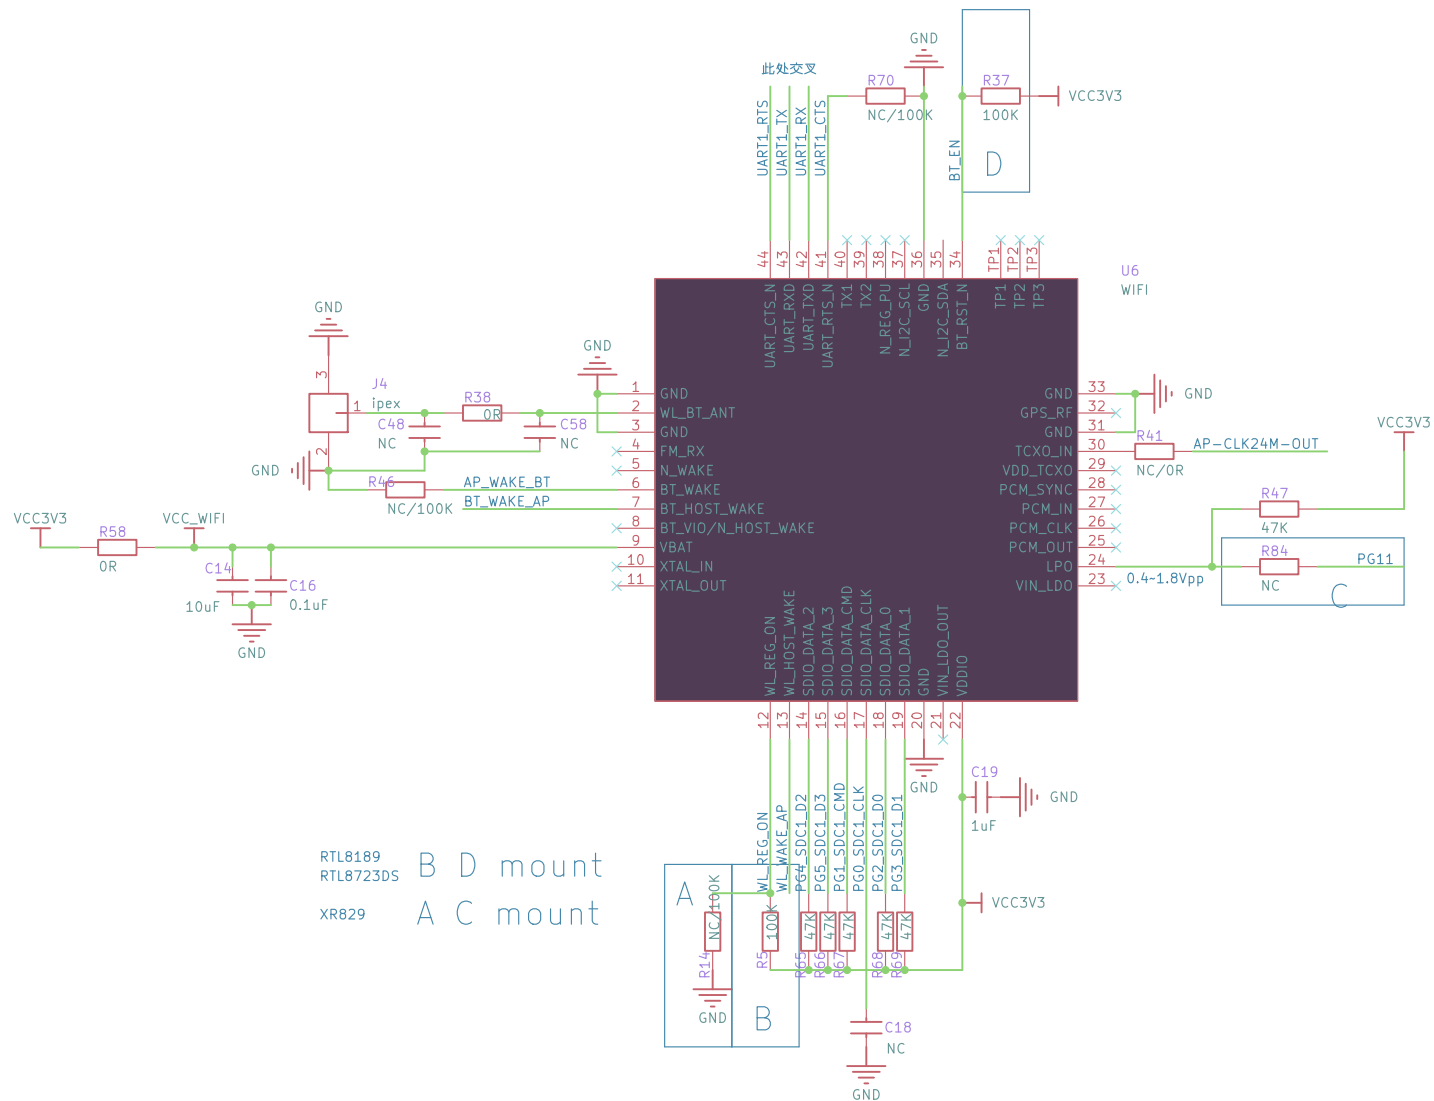 GND
此处交叉
R70
R37
VCC3V3
NC/100K
100K
UART1_RTS
UART1_TX
UART1_RX
UART1_CTS
BT_EN
D
44
43
42
41
40
39
38
37
36
35
34
TP1
TP2
TP3
U6
WIFI
UART_CTS_N
UART_RXD
UART_TXD
UART_RTS_N
TX1
TX2
N_REG_PU
N_I2C_SCL
GND
N_I2C_SDA
BT_RST_N
TP1
TP2
TP3
GND
3
J4
ipex
1
2
GND
R38
0R
C48
NC
C58
NC
GND
R46
NC/100K
AP_WAKE_BT
BT_WAKE_AP
VCC3V3
R58
0R
VCC_WIFI
C14
10uF
C16
0.1uF
GND
1 GND
2 WL_BT_ANT
3 GND
4 FM_RX
5 N_WAKE
6 BT_WAKE
7 BT_HOST_WAKE
8 BT_VIO/N_HOST_WAKE
9 VBAT
10 XTAL_IN
11 XTAL_OUT
GND 33
GPS_RF 32
GND 31
TCXO_IN 30
VDD_TCXO 29
PCM_SYNC 28
PCM_IN 27
PCM_CLK 26
PCM_OUT 25
LPO 24
VIN_LDO 23
GND
R41
NC/0R
AP-CLK24M-OUT
VCC3V3
R47
47K
R84
NC
PG11
C
0.4~1.8Vpp
WL_REG_ON
WL_HOST_WAKE
SDIO_DATA_2
SDIO_DATA_3
SDIO_DATA_CMD
SDIO_DATA_CLK
SDIO_DATA_0
SDIO_DATA_1
GND
VIN_LDO_OUT
VDDIO
12
13
14
15
16
17
18
19
20
21
22
GND
C19
1uF
GND
WL_REG_ON
WL_WAKE_AP
PG4_SDC1_D2
PG5_SDC1_D3
PG1_SDC1_CMD
PG0_SDC1_CLK
PG2_SDC1_D0
PG3_SDC1_D1
VCC3V3
RTL8189
RTL8723DS
B D mount
XR829
A C mount
A
NC/100K
R14
GND
100K
R5
B
47K
R65
47K
R66
47K
R67
47K
R68
47K
R69
C18
NC
GND